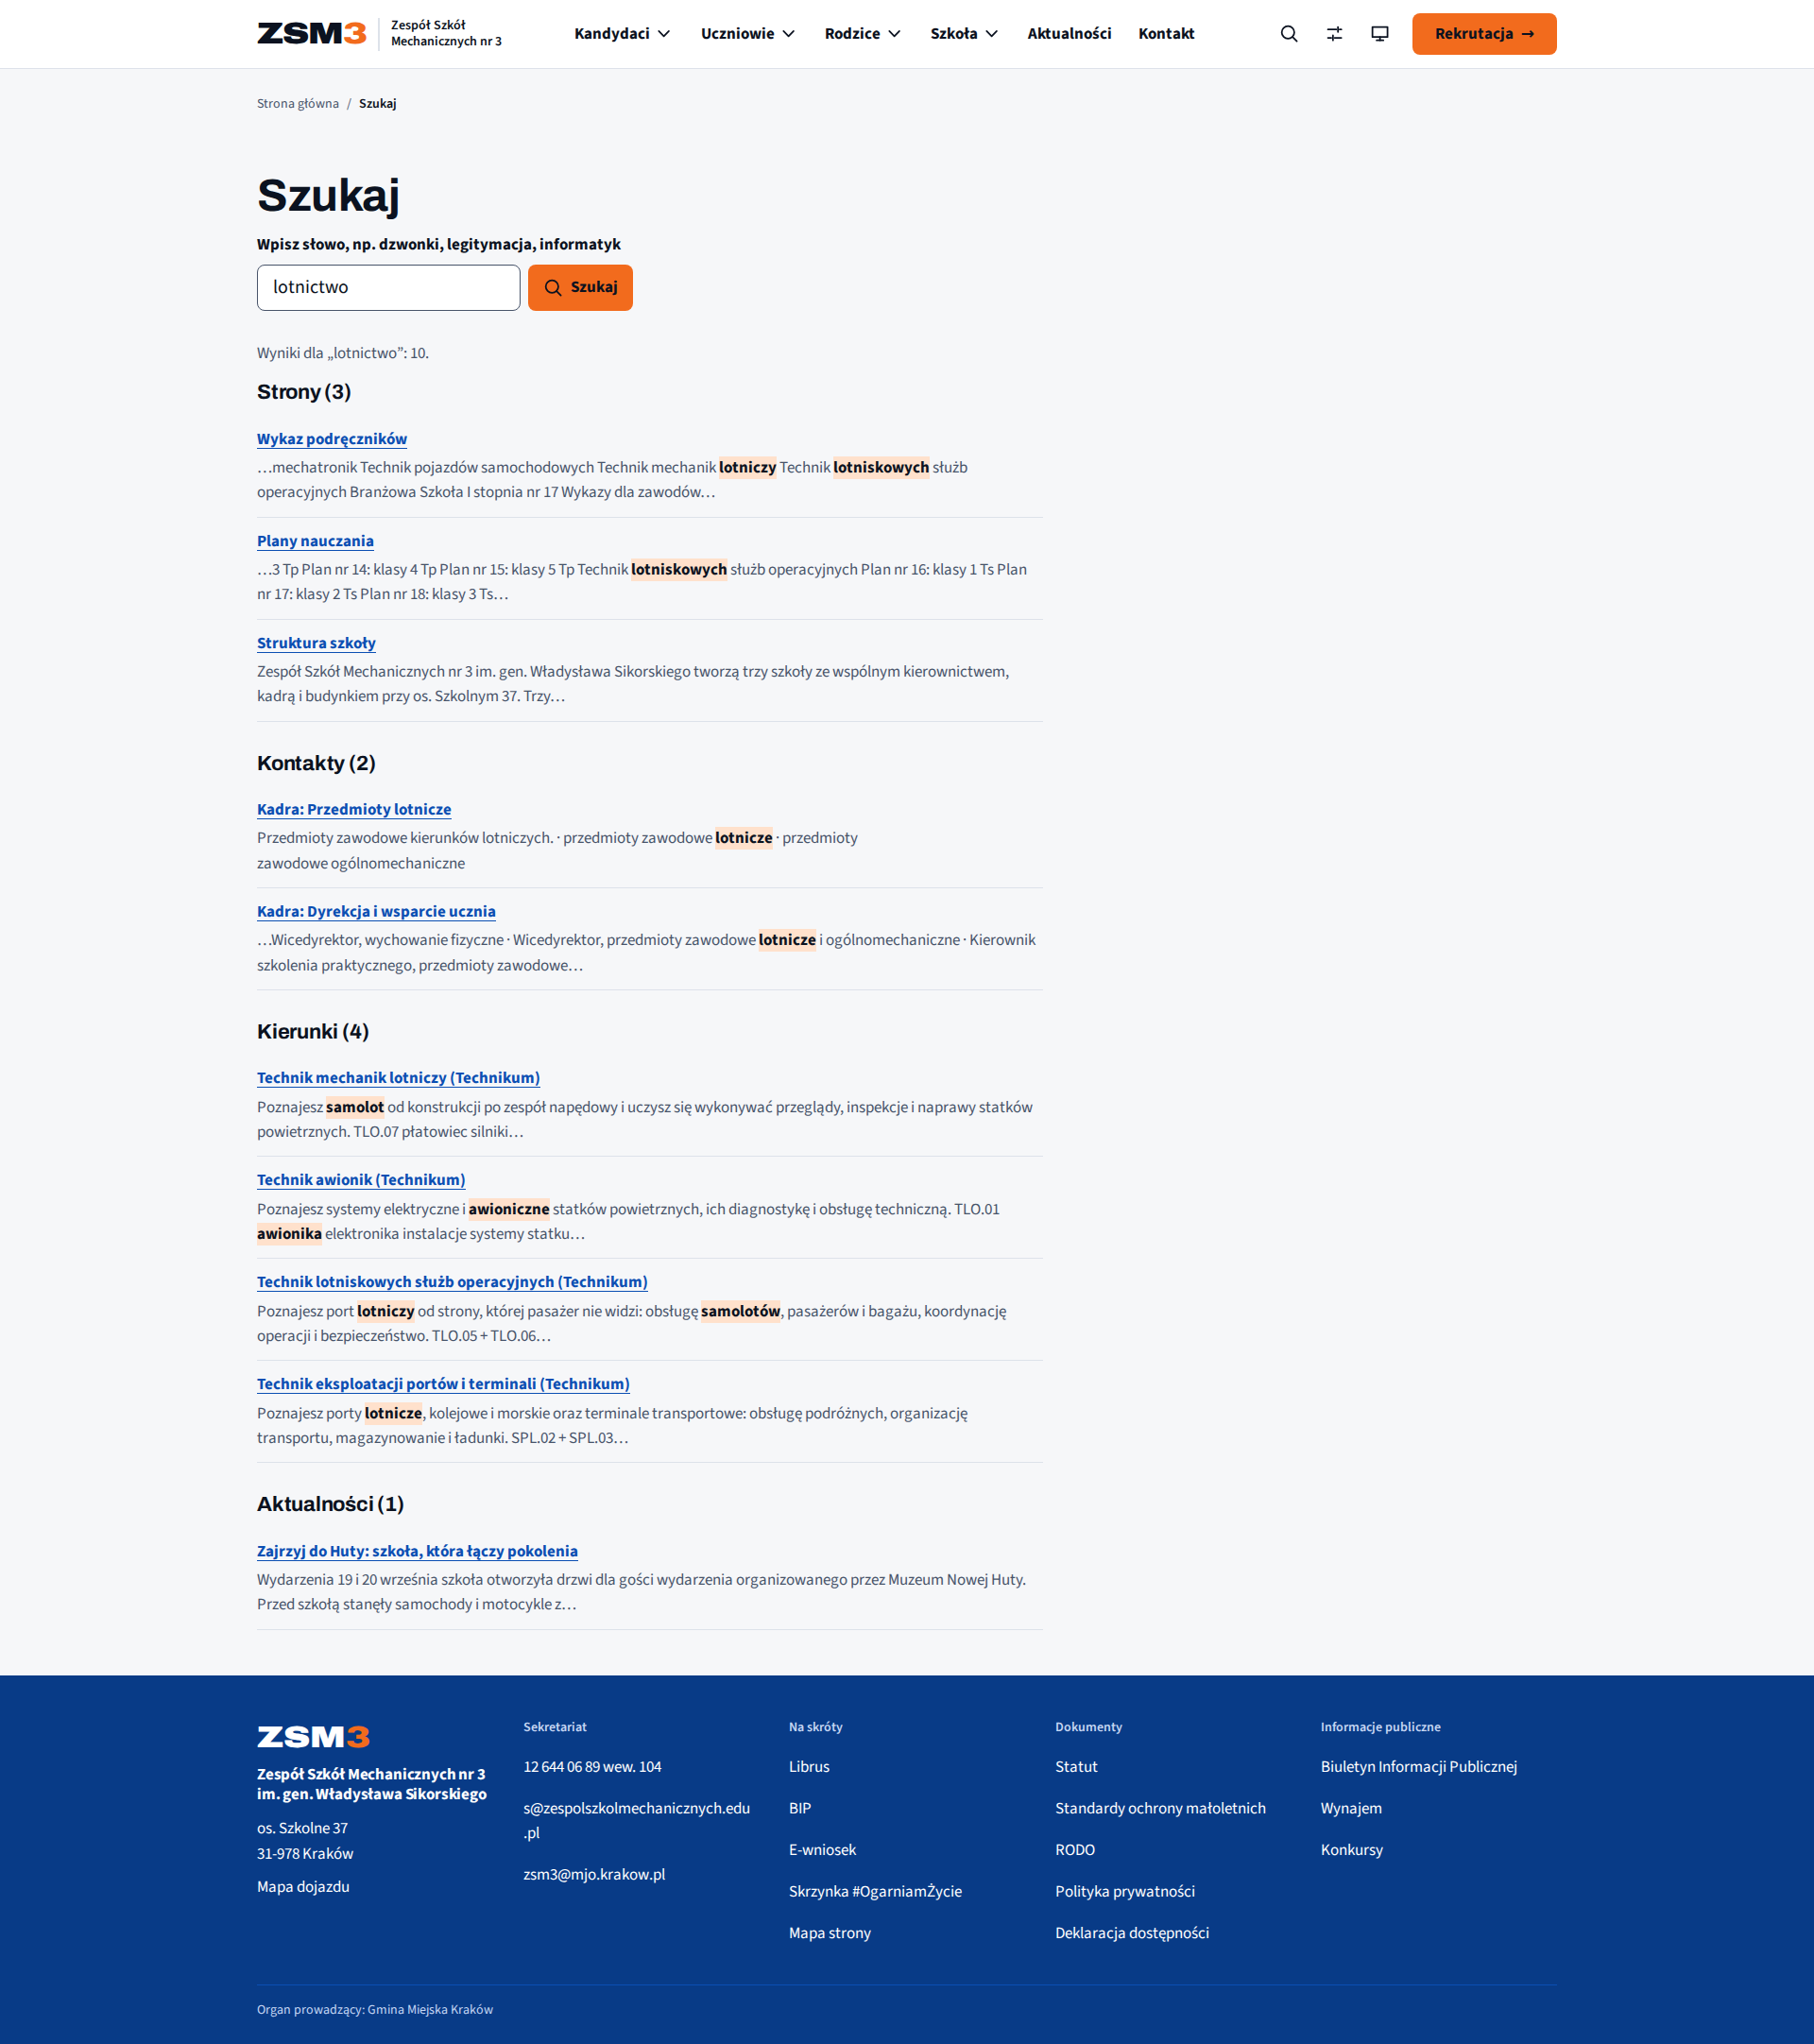 ZSM3
Zespół Szkół
Mechanicznych nr 3
Kandydaci
Uczniowie
Rodzice
Szkoła
Aktualności
Kontakt
Rekrutacja →
Strona główna / Szukaj
Szukaj
Wpisz słowo, np. dzwonki, legitymacja, informatyk
lotnictwo
Szukaj
Wyniki dla „lotnictwo”: 10.
Strony (3)
Wykaz podręczników
…mechatronik Technik pojazdów samochodowych Technik mechanik lotniczy Technik lotniskowych służb
operacyjnych Branżowa Szkoła I stopnia nr 17 Wykazy dla zawodów…
Plany nauczania
…3 Tp Plan nr 14: klasy 4 Tp Plan nr 15: klasy 5 Tp Technik lotniskowych służb operacyjnych Plan nr 16: klasy 1 Ts Plan
nr 17: klasy 2 Ts Plan nr 18: klasy 3 Ts…
Struktura szkoły
Zespół Szkół Mechanicznych nr 3 im. gen. Władysława Sikorskiego tworzą trzy szkoły ze wspólnym kierownictwem,
kadrą i budynkiem przy os. Szkolnym 37. Trzy…
Kontakty (2)
Kadra: Przedmioty lotnicze
Przedmioty zawodowe kierunków lotniczych. · przedmioty zawodowe lotnicze · przedmioty
zawodowe ogólnomechaniczne
Kadra: Dyrekcja i wsparcie ucznia
…Wicedyrektor, wychowanie fizyczne · Wicedyrektor, przedmioty zawodowe lotnicze i ogólnomechaniczne · Kierownik
szkolenia praktycznego, przedmioty zawodowe…
Kierunki (4)
Technik mechanik lotniczy (Technikum)
Poznajesz samolot od konstrukcji po zespół napędowy i uczysz się wykonywać przeglądy, inspekcje i naprawy statków
powietrznych. TLO.07 płatowiec silniki…
Technik awionik (Technikum)
Poznajesz systemy elektryczne i awioniczne statków powietrznych, ich diagnostykę i obsługę techniczną. TLO.01
awionika elektronika instalacje systemy statku…
Technik lotniskowych służb operacyjnych (Technikum)
Poznajesz port lotniczy od strony, której pasażer nie widzi: obsługę samolotów, pasażerów i bagażu, koordynację
operacji i bezpieczeństwo. TLO.05 + TLO.06…
Technik eksploatacji portów i terminali (Technikum)
Poznajesz porty lotnicze, kolejowe i morskie oraz terminale transportowe: obsługę podróżnych, organizację
transportu, magazynowanie i ładunki. SPL.02 + SPL.03…
Aktualności (1)
Zajrzyj do Huty: szkoła, która łączy pokolenia
Wydarzenia 19 i 20 września szkoła otworzyła drzwi dla gości wydarzenia organizowanego przez Muzeum Nowej Huty.
Przed szkołą stanęły samochody i motocykle z…
ZSM3
Zespół Szkół Mechanicznych nr 3
im. gen. Władysława Sikorskiego
os. Szkolne 37
31-978 Kraków
Mapa dojazdu
Sekretariat
12 644 06 89 wew. 104
s@zespolszkolmechanicznych.edu
.pl
zsm3@mjo.krakow.pl
Na skróty
Librus
BIP
E-wniosek
Skrzynka #OgarniamŻycie
Mapa strony
Dokumenty
Statut
Standardy ochrony małoletnich
RODO
Polityka prywatności
Deklaracja dostępności
Informacje publiczne
Biuletyn Informacji Publicznej
Wynajem
Konkursy
Organ prowadzący: Gmina Miejska Kraków